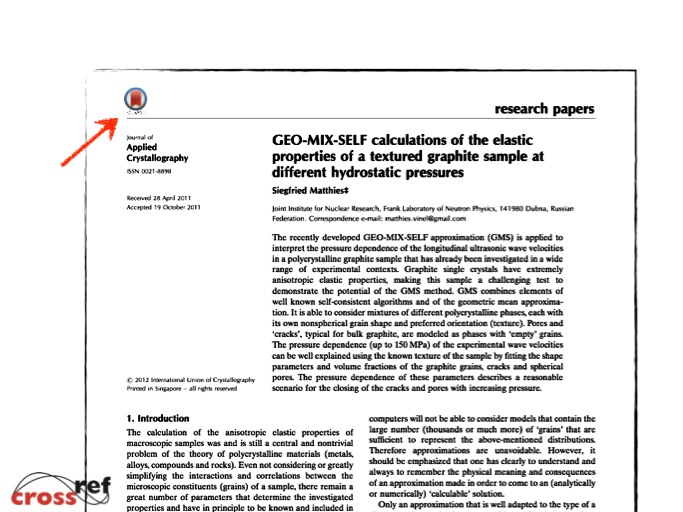 research papers
Journal of
Applied
Crystallography
ISSN 0021-8898
Received 28 April 2011
Accepted 19 October 2011
© 2012 International Union of Crystallography
Printed in Singapore – all rights reserved
GEO-MIX-SELF calculations of the elastic
properties of a textured graphite sample at
different hydrostatic pressures
Siegfried Matthies‡
Joint Institute for Nuclear Research, Frank Laboratory of Neutron Physics, 141980 Dubna, Russian
Federation. Correspondence e-mail: matthies.vinel@gmail.com
The recently developed GEO-MIX-SELF approximation (GMS) is applied to
interpret the pressure dependence of the longitudinal ultrasonic wave velocities
in a polycrystalline graphite sample that has already been investigated in a wide
range of experimental contexts. Graphite single crystals have extremely
anisotropic elastic properties, making this sample a challenging test to
demonstrate the potential of the GMS method. GMS combines elements of
well known self-consistent algorithms and of the geometric mean approxima-
tion. It is able to consider mixtures of different polycrystalline phases, each with
its own nonspherical grain shape and preferred orientation (texture). Pores and
'cracks', typical for bulk graphite, are modeled as phases with 'empty' grains.
The pressure dependence (up to 150 MPa) of the experimental wave velocities
can be well explained using the known texture of the sample by fitting the shape
parameters and volume fractions of the graphite grains, cracks and spherical
pores. The pressure dependence of these parameters describes a reasonable
scenario for the closing of the cracks and pores with increasing pressure.
1. Introduction
The calculation of the anisotropic elastic properties of
macroscopic samples was and is still a central and nontrivial
problem of the theory of polycrystalline materials (metals,
alloys, compounds and rocks). Even not considering or greatly
simplifying the interactions and correlations between the
microscopic constituents (grains) of a sample, there remain a
great number of parameters that determine the investigated
properties and have in principle to be known and included in
computers will not be able to consider models that contain the
large number (thousands or much more) of 'grains' that are
sufficient to represent the above-mentioned distributions.
Therefore approximations are unavoidable. However, it
should be emphasized that one has clearly to understand and
always to remember the physical meaning and consequences
of an approximation made in order to come to an (analytically
or numerically) 'calculable' solution.
Only an approximation that is well adapted to the type of a
crossref